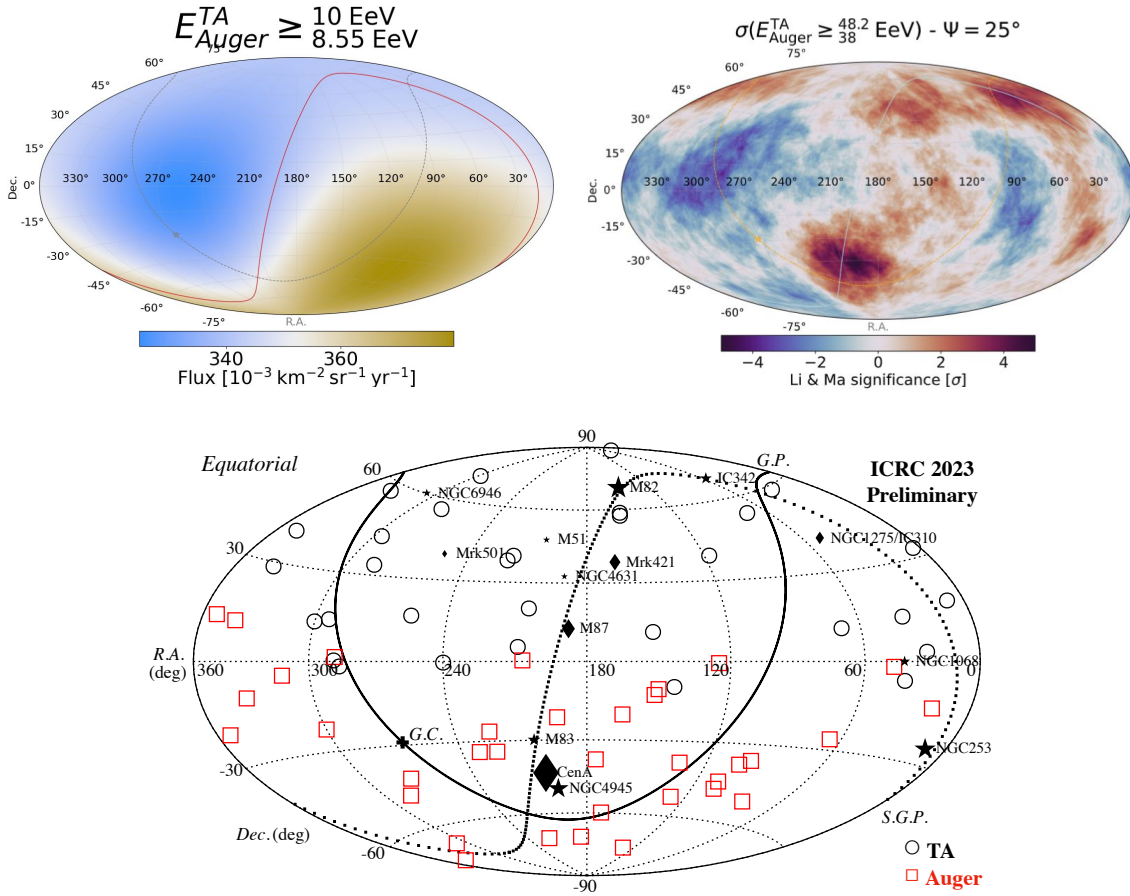 E^TA_Auger ≥ 10 EeV 8.55 EeV
75°
60°
45°
30°
15°
0°
-15°
-30°
-45°
-60°
-75°
Dec.
330° 300° 270° 240° 210° 180° 150° 120° 90° 60° 30°
R.A.
340 360
Flux [10⁻³ km⁻² sr⁻¹ yr⁻¹]
σ(E^TA_Auger ≥ 48.2 38 EeV) - Ψ = 25°
75°
60°
45°
30°
15°
0°
-15°
-30°
-45°
-60°
-75°
Dec.
330° 300° 270° 240° 210° 180° 150° 120° 90° 60° 30°
R.A.
−4 −2 0 2 4
Li & Ma significance [σ]
90
Equatorial
G.P.
ICRC 2023
Preliminary
60
IC342
M82
NGC6946
NGC1275/IC310
M51
30
Mrk501
Mrk421
NGC4631
M87
R.A.
(deg)
360 300 240 180 120 60 0
NGC1068
G.C.
M83
NGC253
-30
CenA
NGC4945
S.G.P.
Dec.(deg)
-60
-90
TA
Auger